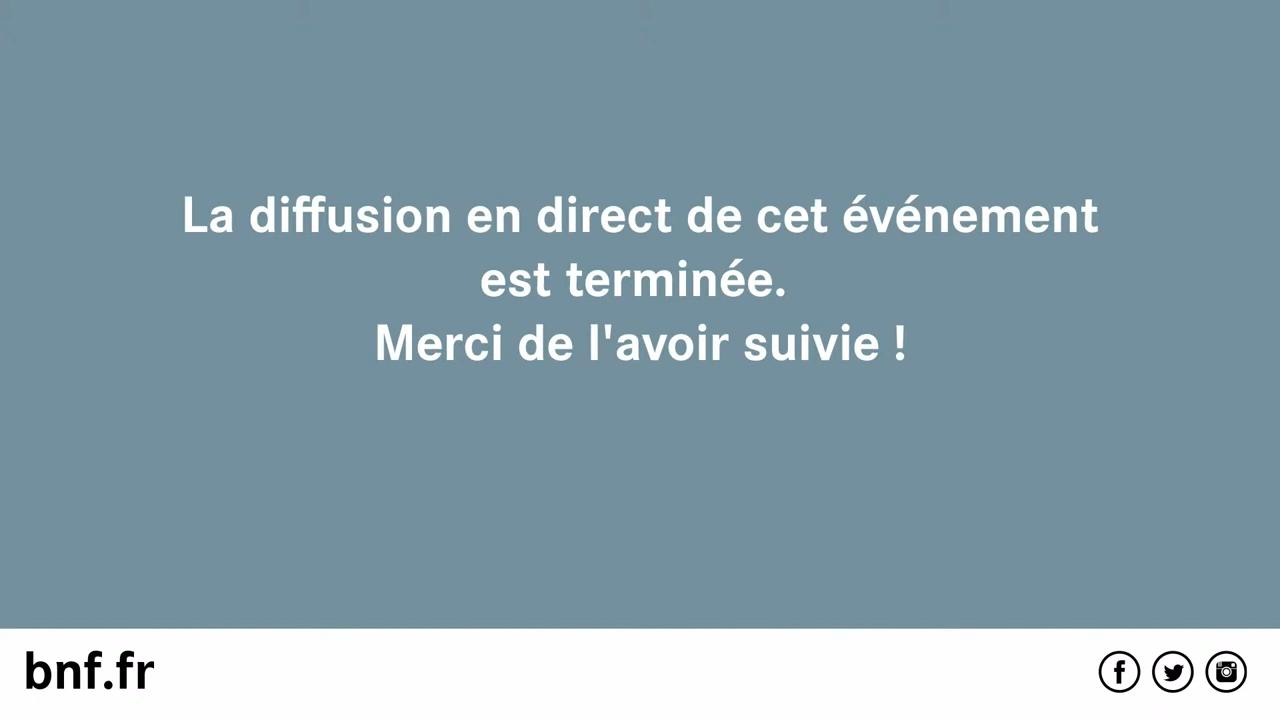 La diffusion en direct de cet événement
est terminée.
Merci de l'avoir suivie !
bnf.fr